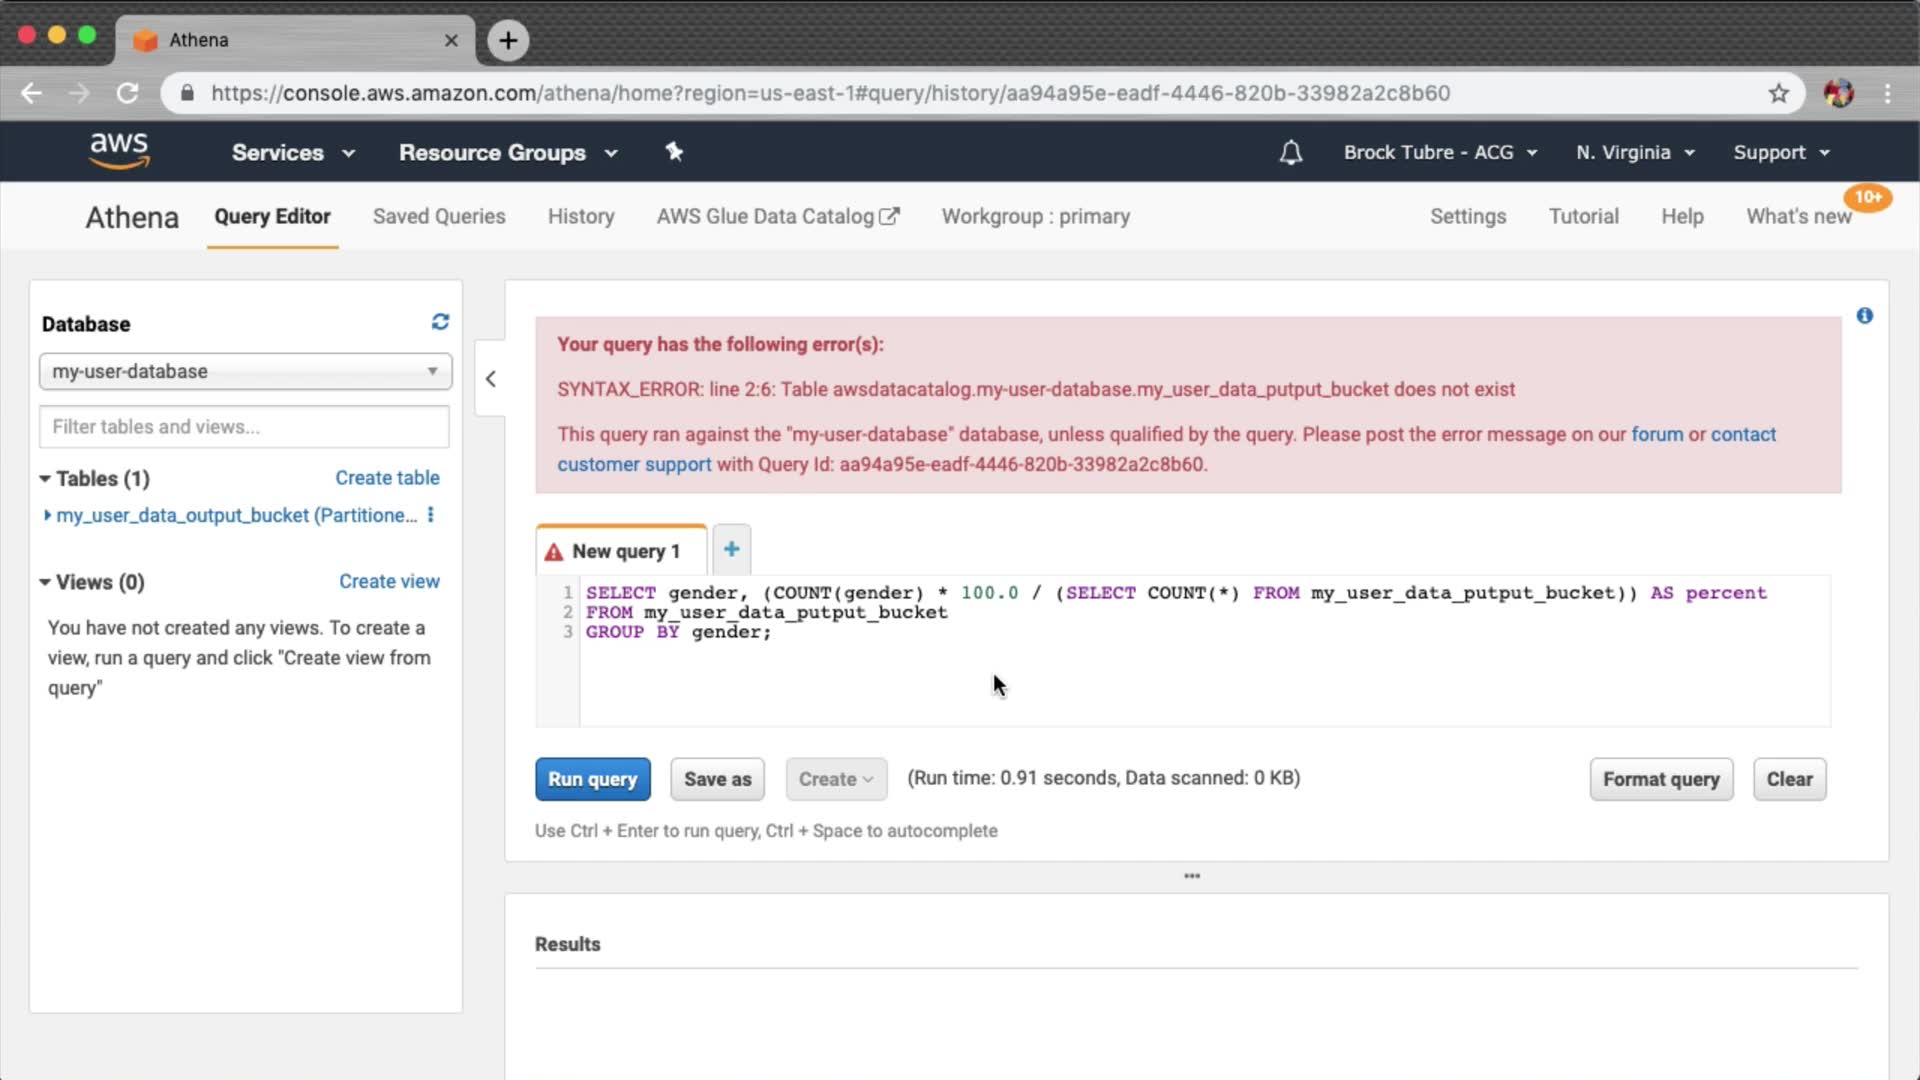 Athena
https://console.aws.amazon.com/athena/home?region=us-east-1#query/history/aa94a95e-eadf-4446-820b-33982a2c8b60
aws Services Resource Groups Brock Tubre - ACG N. Virginia Support
Athena Query Editor Saved Queries History AWS Glue Data Catalog Workgroup : primary Settings Tutorial Help What's new 10+
Database
my-user-database
Filter tables and views...
Tables (1) Create table
my_user_data_output_bucket (Partitione...
Views (0) Create view
You have not created any views. To create a
view, run a query and click "Create view from
query"
Your query has the following error(s):
SYNTAX_ERROR: line 2:6: Table awsdatacatalog.my-user-database.my_user_data_putput_bucket does not exist
This query ran against the "my-user-database" database, unless qualified by the query. Please post the error message on our forum or contact
customer support with Query Id: aa94a95e-eadf-4446-820b-33982a2c8b60.
New query 1
1 SELECT gender, (COUNT(gender) * 100.0 / (SELECT COUNT(*) FROM my_user_data_putput_bucket)) AS percent
2 FROM my_user_data_putput_bucket
3 GROUP BY gender;
Run query Save as Create (Run time: 0.91 seconds, Data scanned: 0 KB) Format query Clear
Use Ctrl + Enter to run query, Ctrl + Space to autocomplete
Results